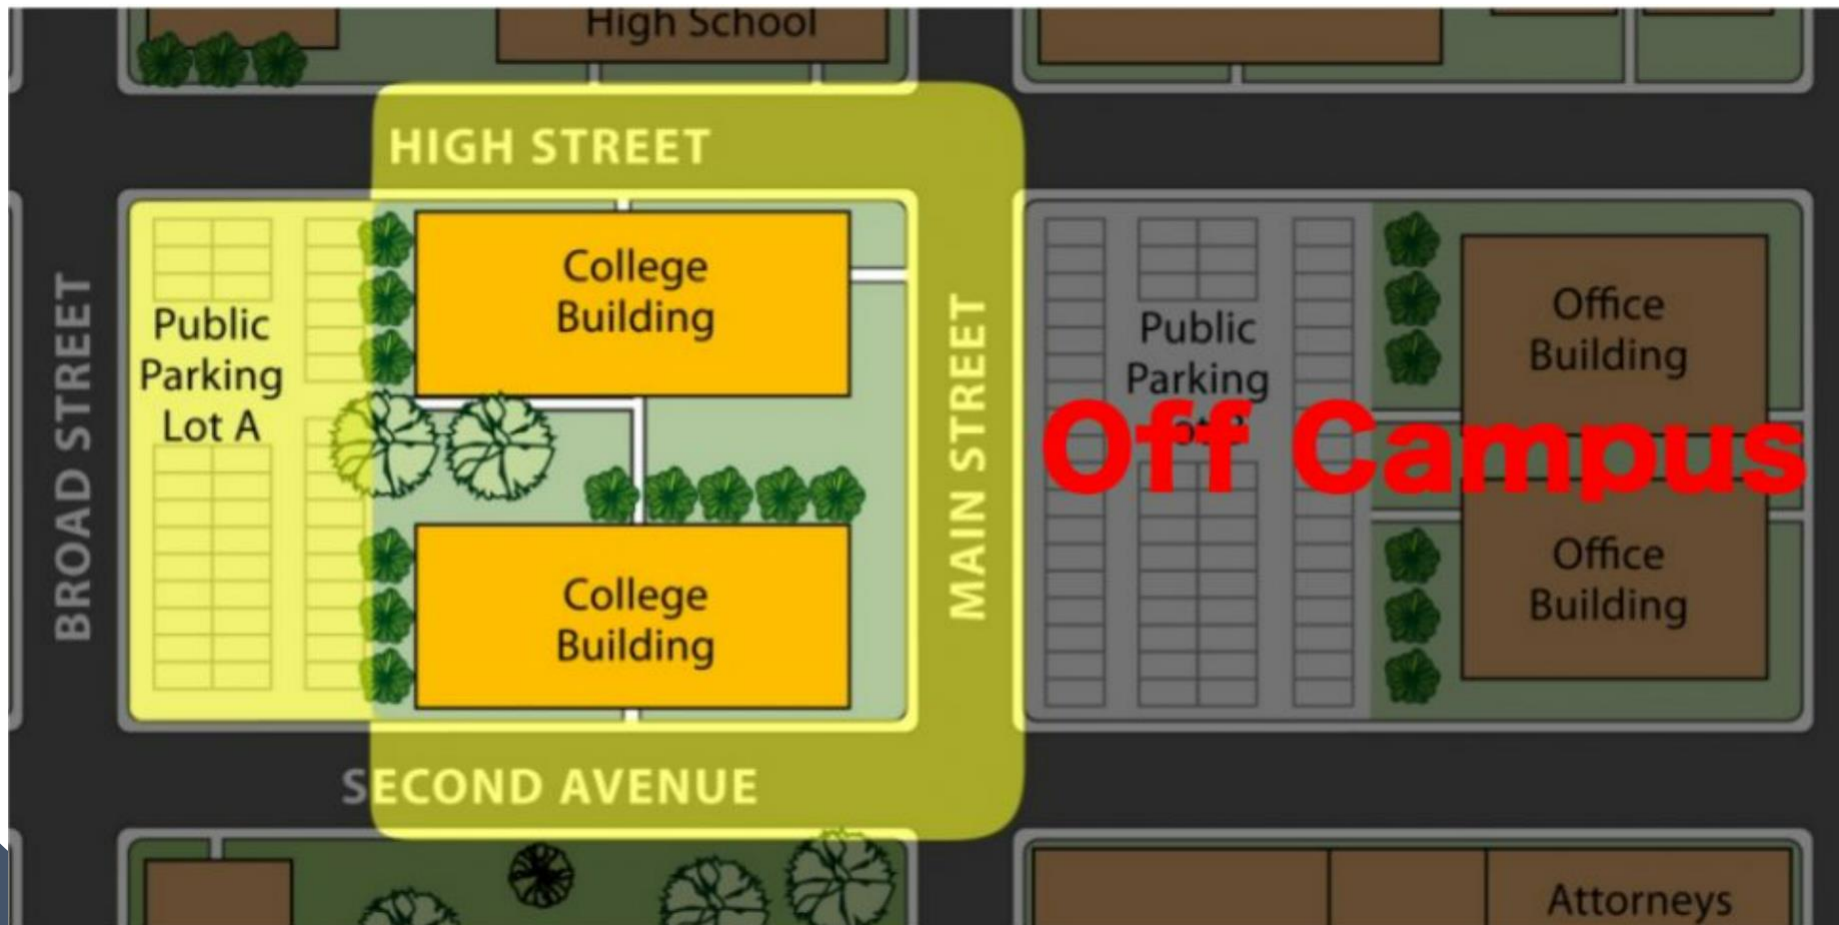 High School
HIGH STREET
College
Building
Public
Parking
Lot A
BROAD STREET
MAIN STREET
College
Building
SECOND AVENUE
Public
Parking
Off Campus
Office
Building
Office
Building
Attorneys